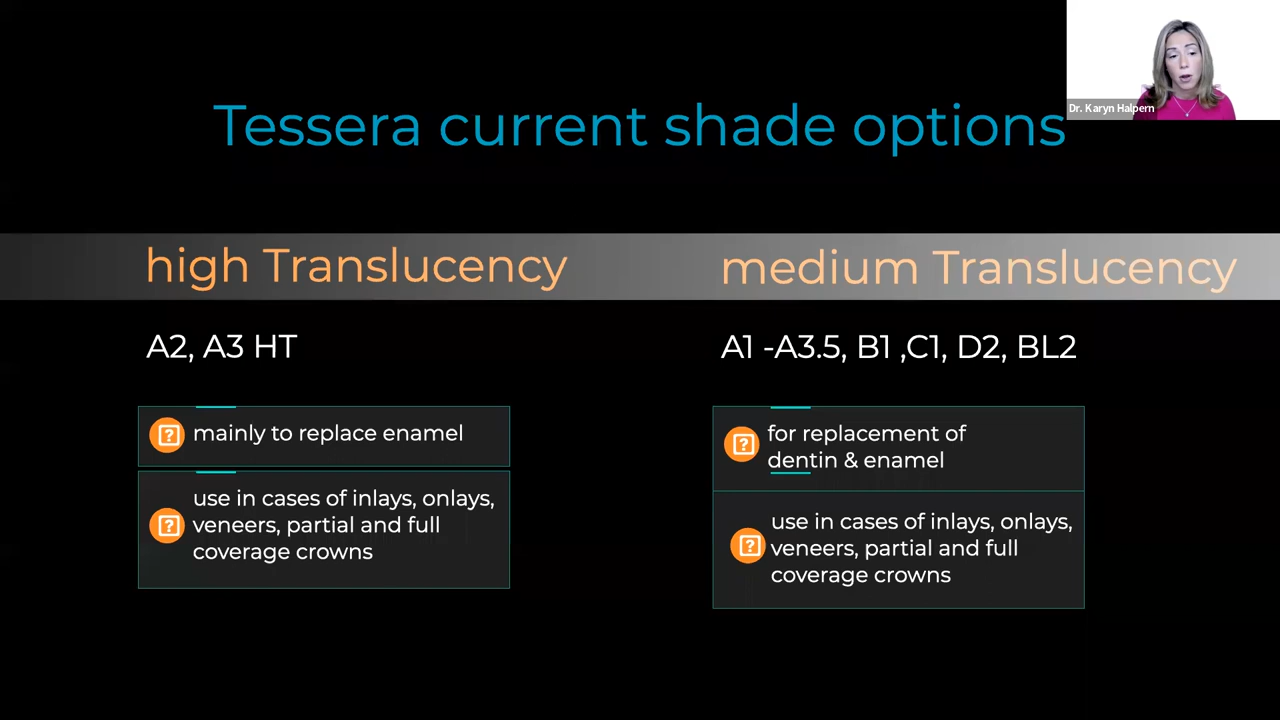 Dr. Karyn Halpern
Tessera current shade options
high Translucency
medium Translucency
A2, A3 HT
A1 -A3.5, B1 ,C1, D2, BL2
mainly to replace enamel
use in cases of inlays, onlays,
veneers, partial and full
coverage crowns
for replacement of
dentin & enamel
use in cases of inlays, onlays,
veneers, partial and full
coverage crowns